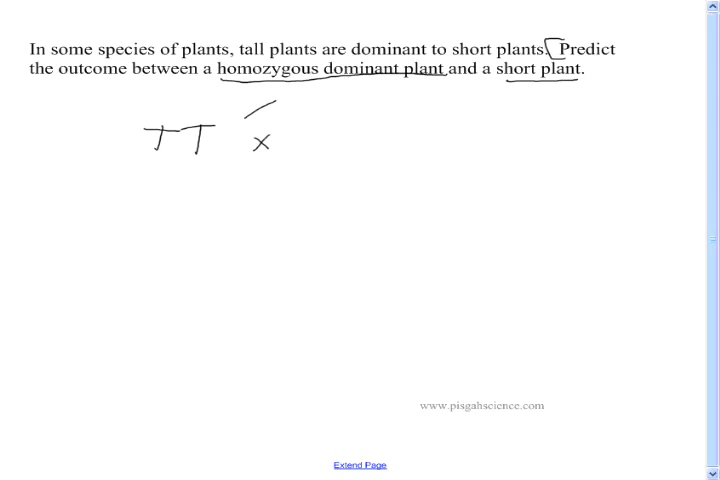 In some species of plants, tall plants are dominant to short plants. Predict
the outcome between a homozygous dominant plant and a short plant.
TT x
www.pisgahscience.com
Extend Page